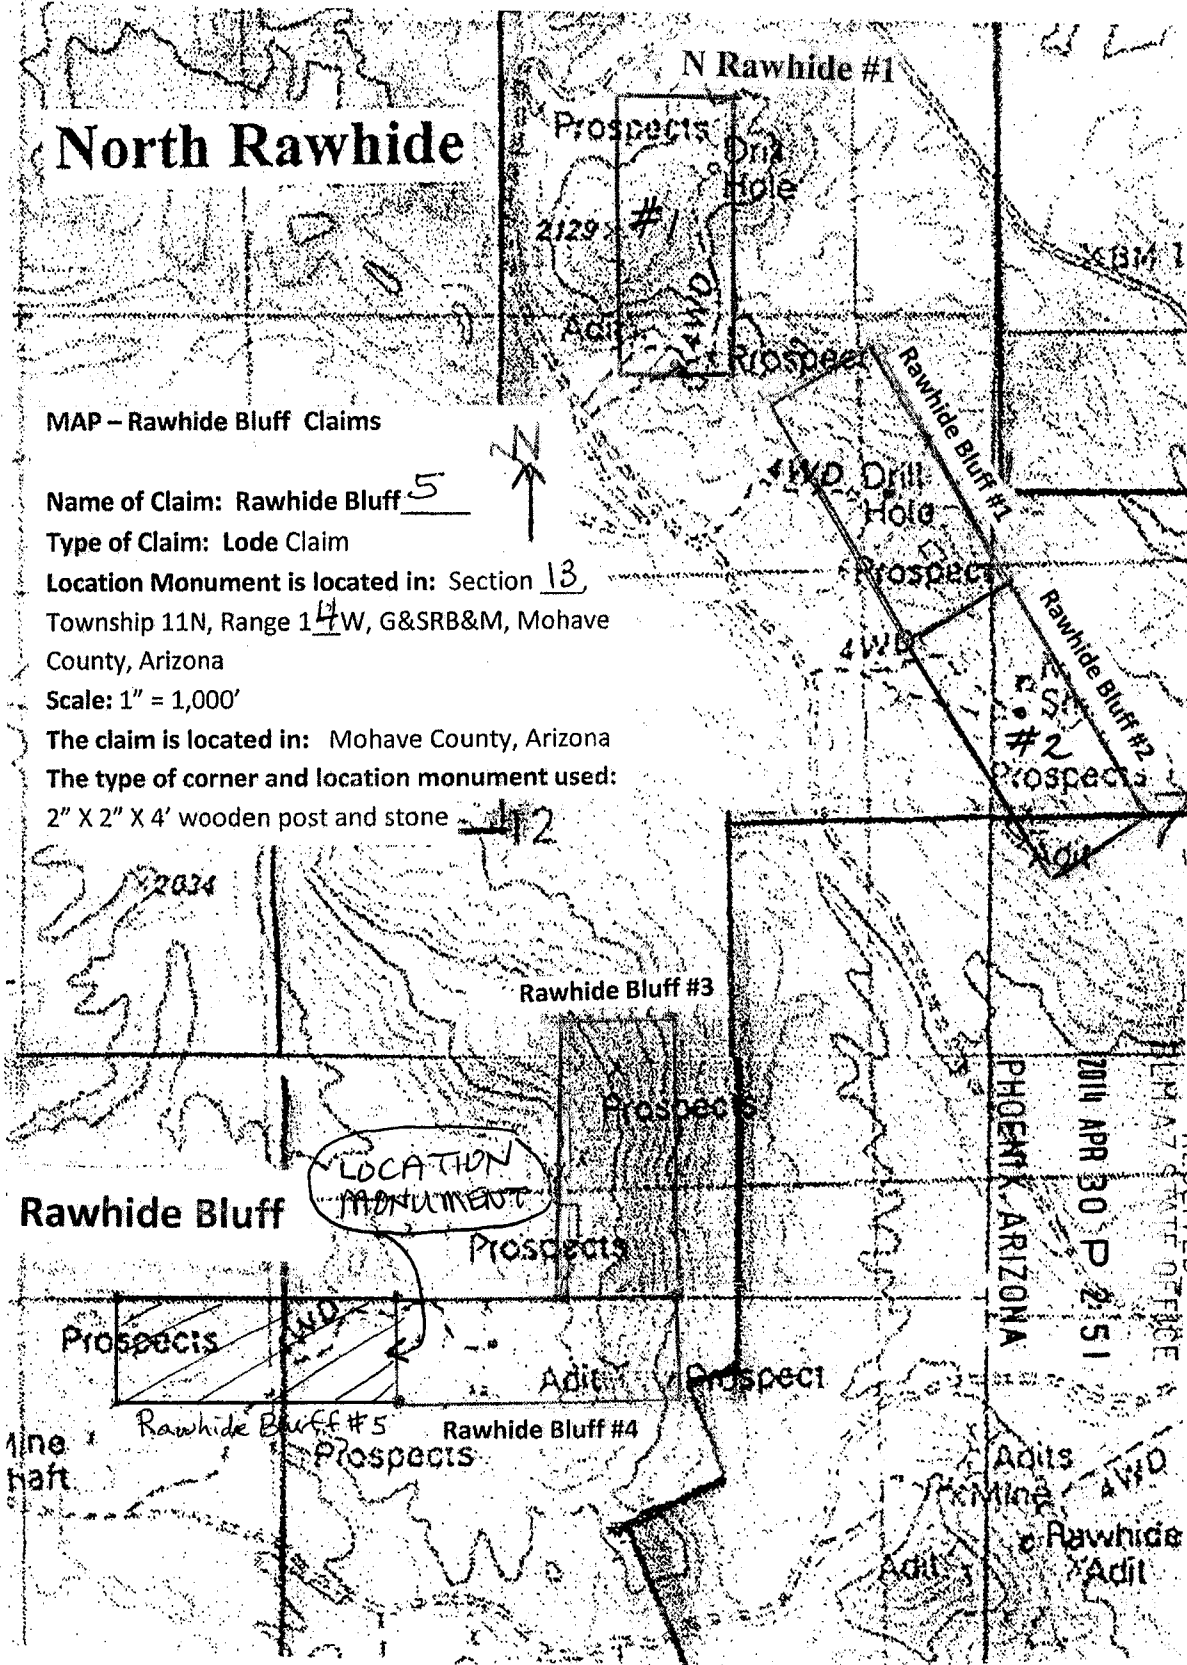 N Rawhide #1
North Rawhide
Prospects
Drill
Hole
2129
#1
4WD
Adit
Prospect
Rawhide Bluff #1
MAP – Rawhide Bluff Claims
N
Name of Claim: Rawhide Bluff 5
Type of Claim: Lode Claim
Location Monument is located in: Section 13,
Township 11N, Range 14W, G&SRB&M, Mohave
County, Arizona
Scale: 1" = 1,000'
The claim is located in: Mohave County, Arizona
The type of corner and location monument used:
2" X 2" X 4' wooden post and stone
12
4WD Drill
Hole
Prospect
4WD
Rawhide Bluff #2
#2
Prospects
Adit
2034
Rawhide Bluff #3
Prospects
LOCATION
MONUMENT
Rawhide Bluff
Prospects
Prospects
4WD
Adit
Prospect
Rawhide Bluff #5
Rawhide Bluff #4
Prospects
Adits
Mine
4WD
Rawhide
Adit
Adit
STATE OFFICE
2014 APR 30 P 2:51
PHOENIX, ARIZONA